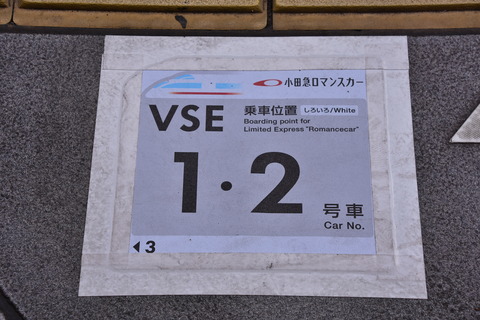 小田急ロマンスカー
VSE 乗車位置 しろいろ/White
Boarding point for
Limited Express "Romancecar"
1・2 号車
Car No.
◀3